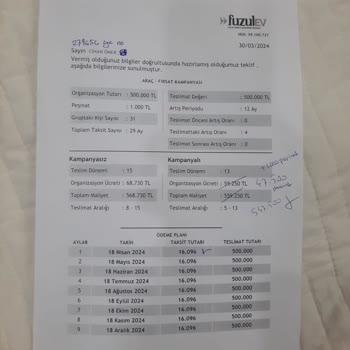 fuzulEV
279656 üye no
30/03/2024
Sayın CİHAN ÖNER
Vermiş olduğunuz bilgiler doğrultusunda hazırlamış olduğumuz teklif
aşağıda bilgilerinize sunulmuştur.
ARAÇ - FIRSAT KAMPANYASI
Organizasyon Tutarı : 500.000 TL Teslimat Değeri : 500.000 TL
Peşinat : 1.000 TL Artış Periyodu : 12 Ay
Gruptaki Kişi Sayısı : 31 Teslimat Öncesi Artış Oranı : 0
Toplam Taksit Sayısı : 29 Ay Teslimattaki Artış Oranı : 4
Teslimat Sonrası Artış Oranı : 0
Kampanyasız Kampanyalı
Teslim Dönemi : 15 Teslim Dönemi : 13
Organizasyon Ücreti : 68.730 TL Organizasyon Ücreti : 59.250 TL
47.300
Toplam Maliyet : 568.730 TL Toplam Maliyet : 559.250 TL
Teslimat Aralığı : 8 - 15 Teslimat Aralığı : 5 - 13
ÖDEME PLANI
AYLAR TARİH TAKSİT TUTARI TESLİMAT TUTARI
1 18 Nisan 2024 16.096 500.000
2 18 Mayıs 2024 16.096 500.000
3 18 Haziran 2024 16.096 500.000
4 18 Temmuz 2024 16.096 500.000
5 18 Ağustos 2024 16.096 500.000
6 18 Eylül 2024 16.096 500.000
7 18 Ekim 2024 16.096 500.000
8 18 Kasım 2024 16.096 500.000
9 18 Aralık 2024 16.096 500.000